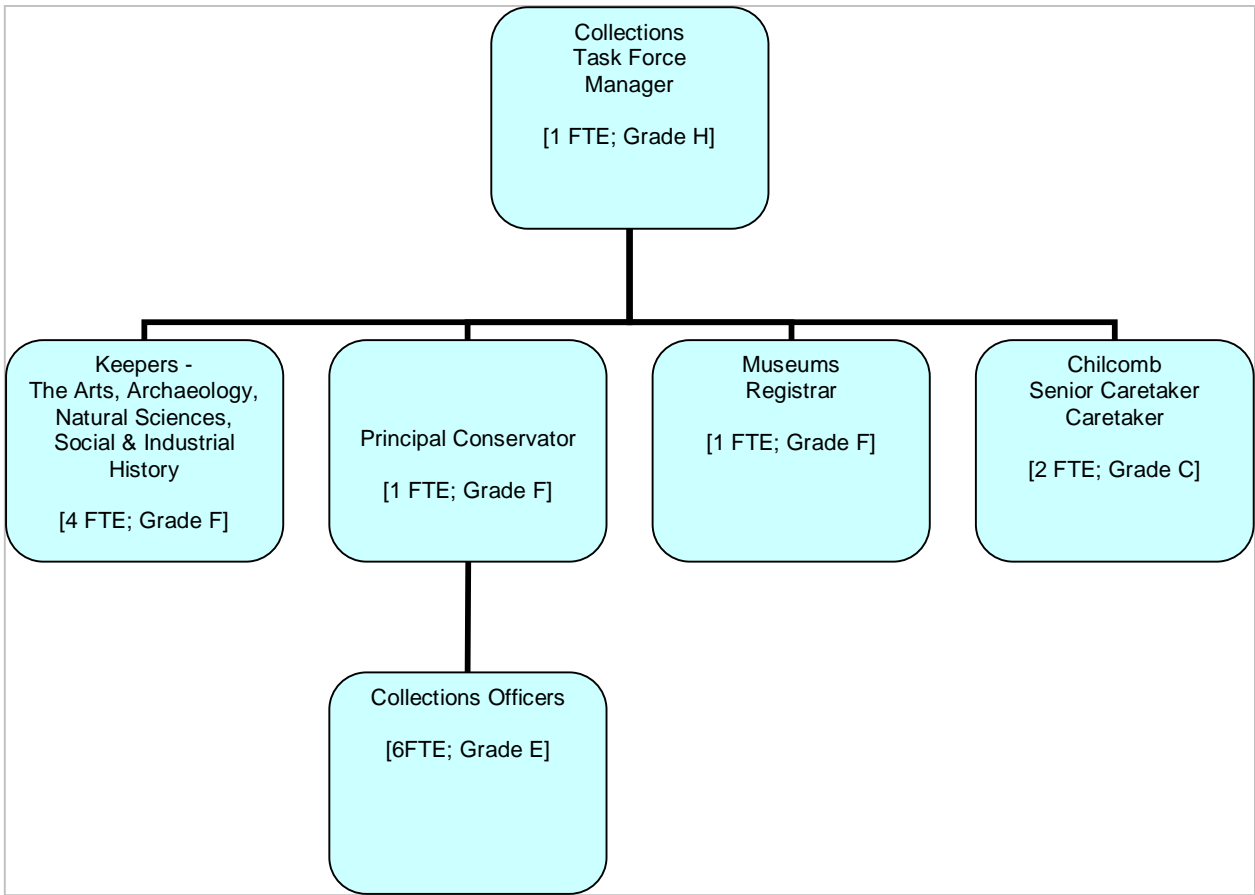 Collections
Task Force
Manager
[1 FTE; Grade H]
Keepers -
The Arts, Archaeology,
Natural Sciences,
Social & Industrial
History
[4 FTE; Grade F]
Principal Conservator
[1 FTE; Grade F]
Museums
Registrar
[1 FTE; Grade F]
Chilcomb
Senior Caretaker
Caretaker
[2 FTE; Grade C]
Collections Officers
[6FTE; Grade E]